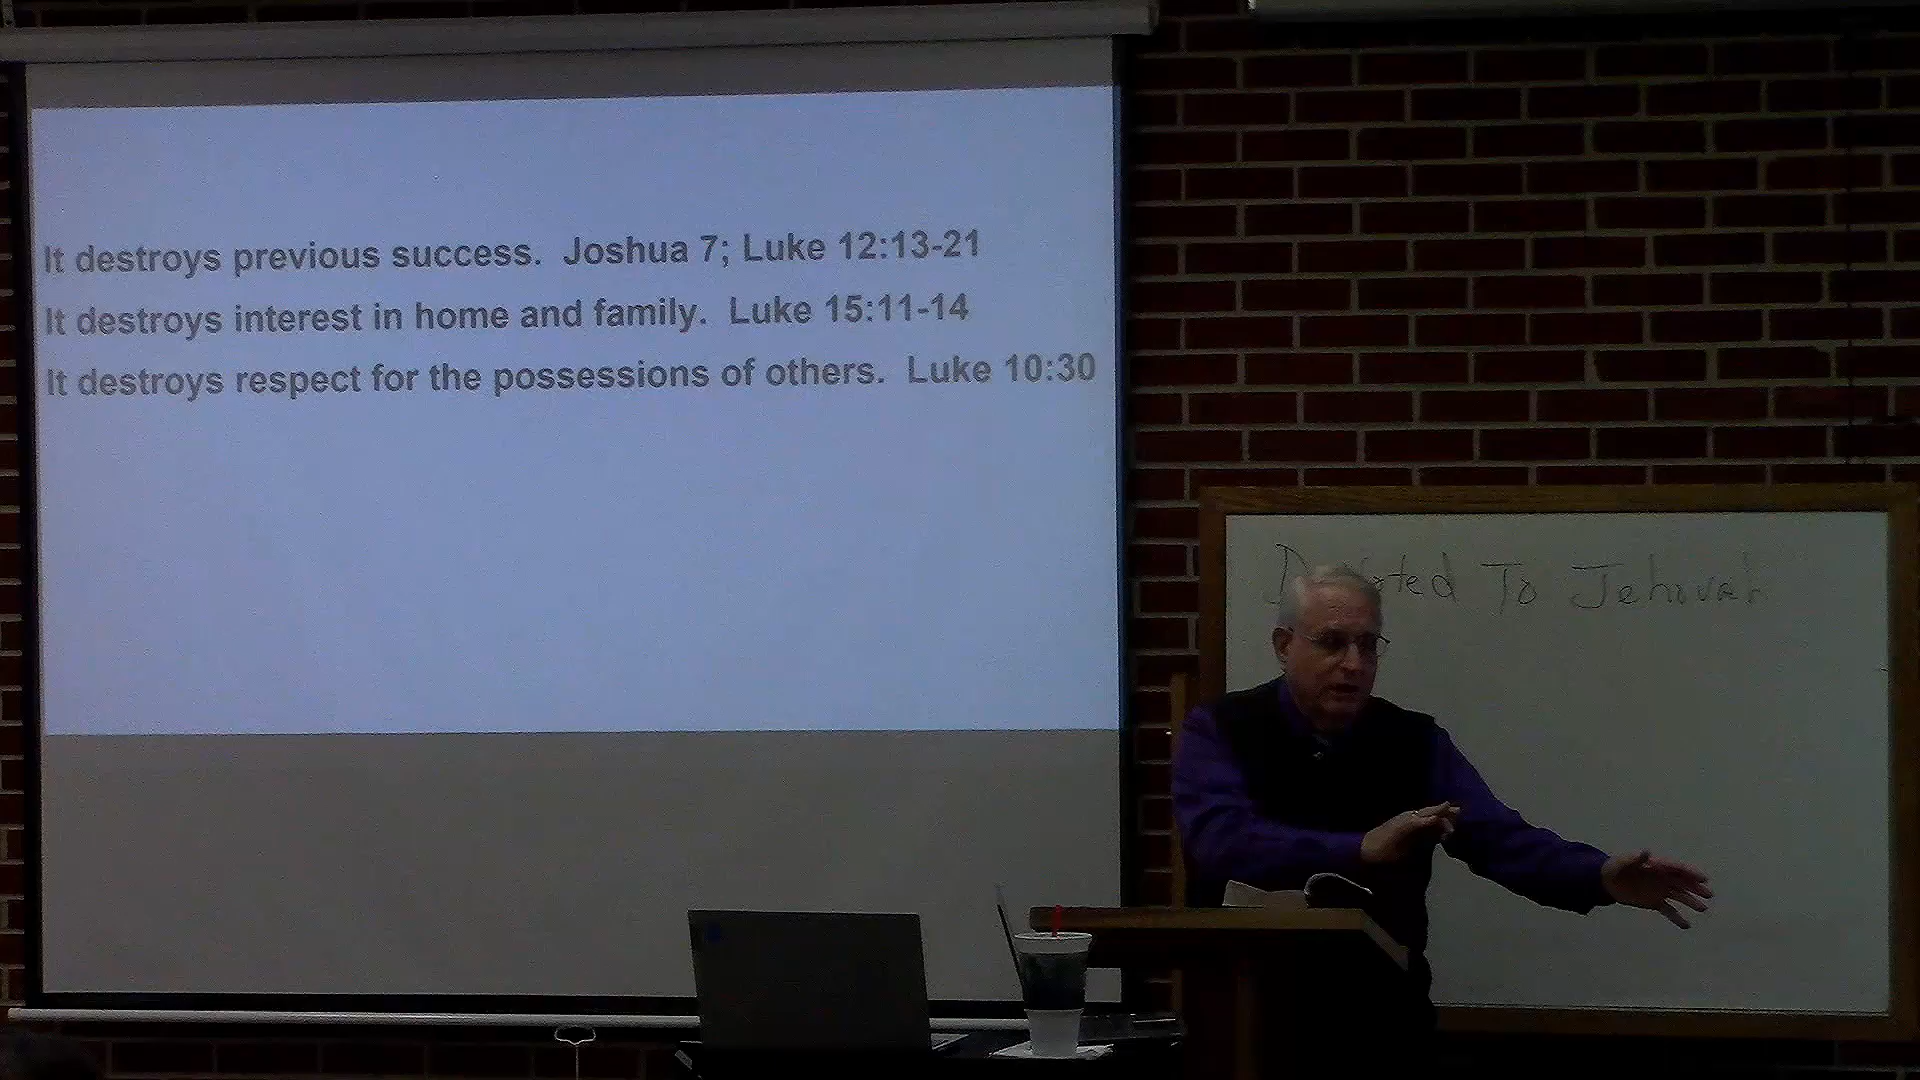 It destroys previous success.  Joshua 7; Luke 12:13-21
It destroys interest in home and family.  Luke 15:11-14
It destroys respect for the possessions of others.  Luke 10:30
To Jehovah